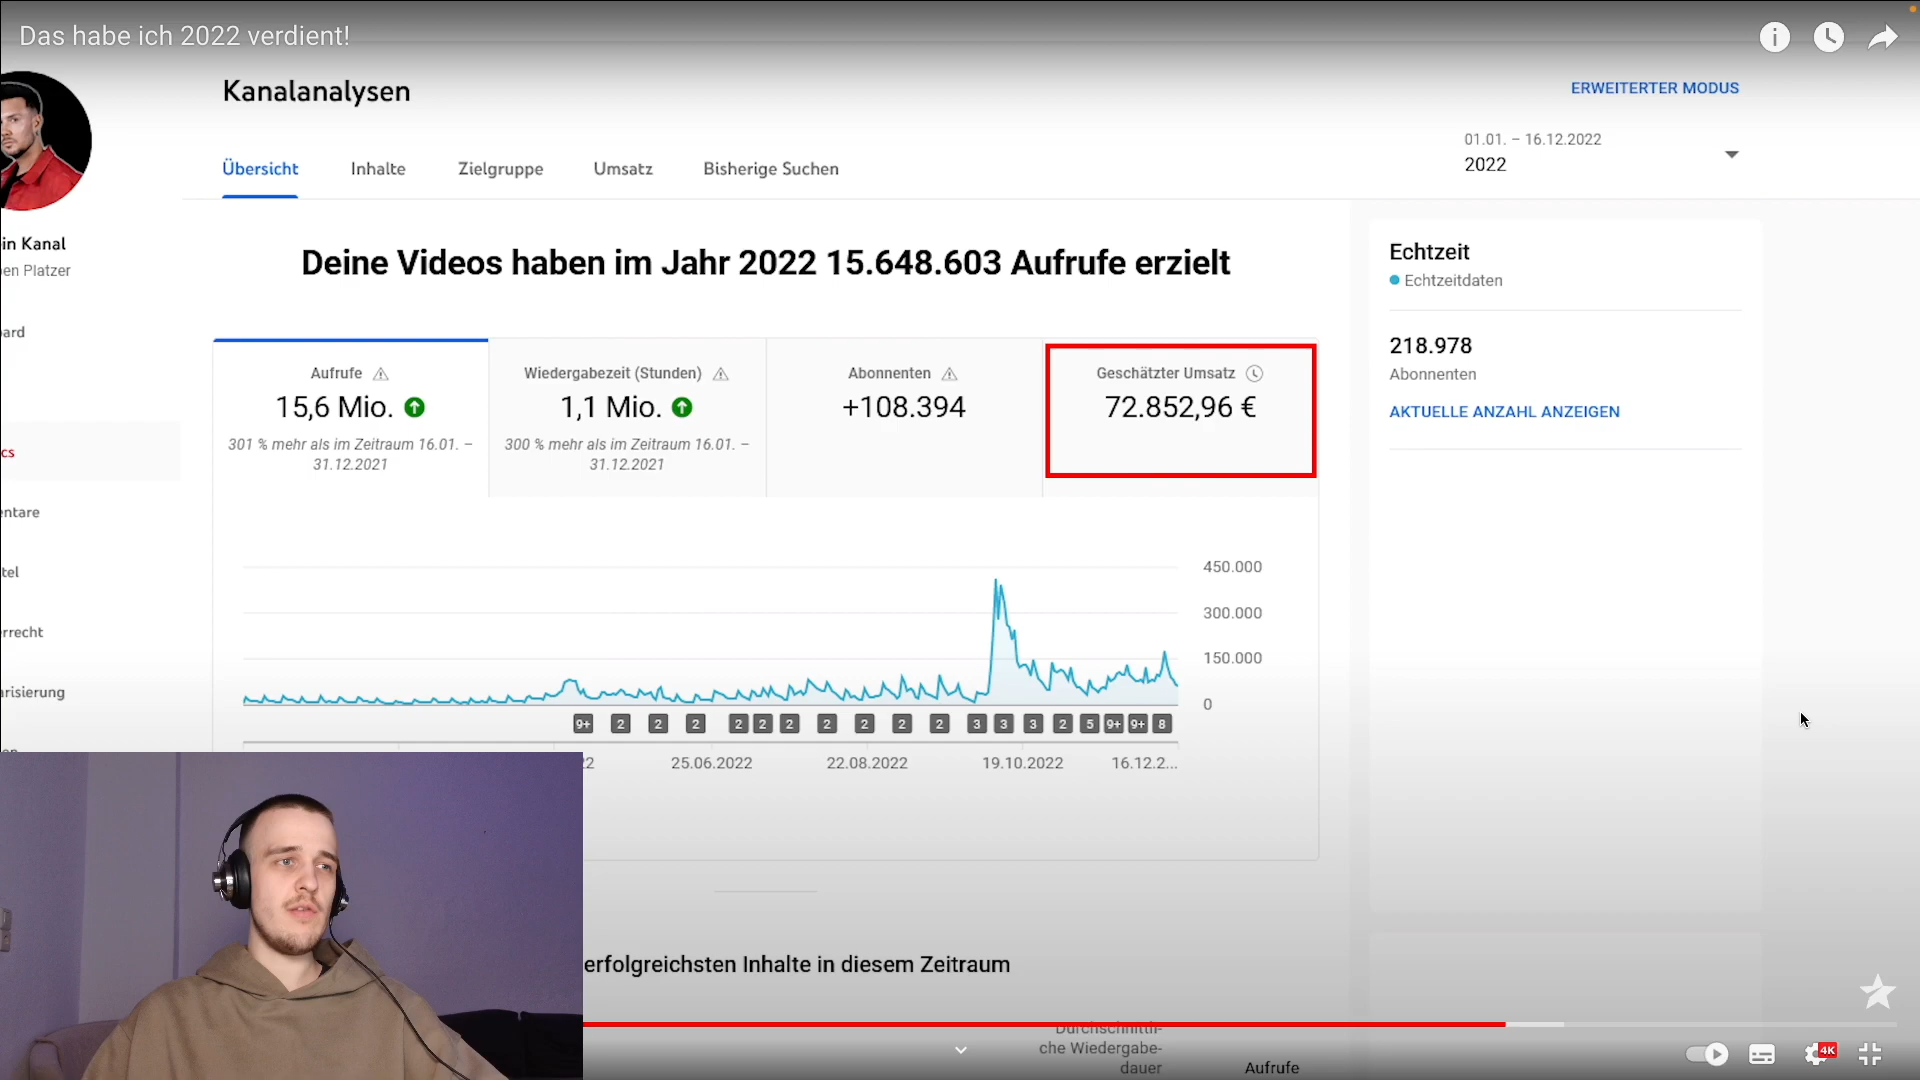 Das habe ich 2022 verdient!
Kanalanalysen
ERWEITERTER MODUS
01.01. – 16.12.2022
2022
Übersicht
Inhalte
Zielgruppe
Umsatz
Bisherige Suchen
in Kanal
en Platzer
ard
cs
entare
tel
errecht
arisierung
Deine Videos haben im Jahr 2022 15.648.603 Aufrufe erzielt
Aufrufe
15,6 Mio.
301 % mehr als im Zeitraum 16.01. –
31.12.2021
Wiedergabezeit (Stunden)
1,1 Mio.
300 % mehr als im Zeitraum 16.01. –
31.12.2021
Abonnenten
+108.394
Geschätzter Umsatz
72.852,96 €
Echtzeit
Echtzeitdaten
218.978
Abonnenten
AKTUELLE ANZAHL ANZEIGEN
450.000
300.000
150.000
0
9+ 2 2 2 2 2 2 2 2 2 2 3 3 3 2 5 9+ 9+ 8
22 25.06.2022 22.08.2022 19.10.2022 16.12.2...
erfolgreichsten Inhalte in diesem Zeitraum
Durchschnittli-
che Wiedergabe-
dauer
Aufrufe
4K